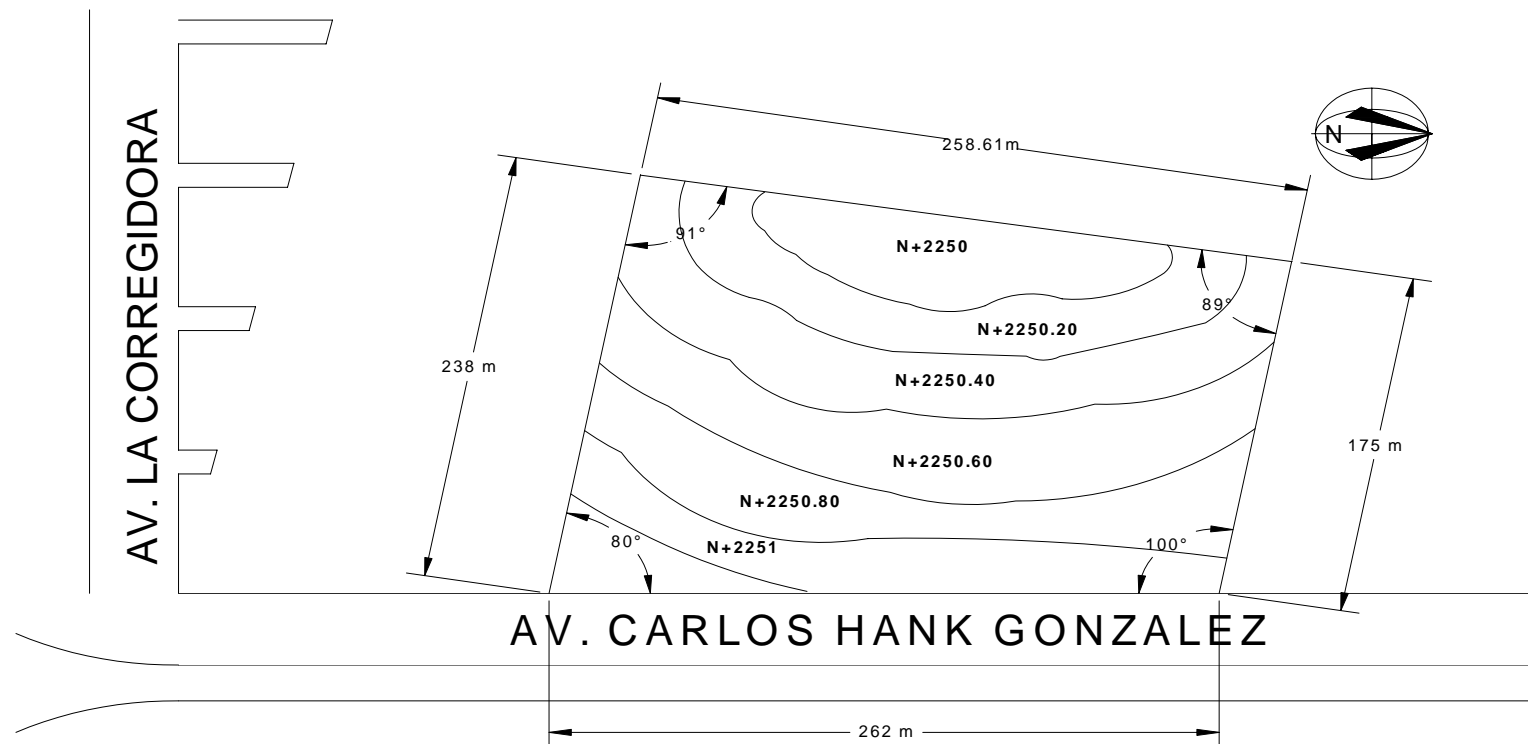 AV. LA CORREGIDORA
258.61m
N
91°
N+2250
89°
N+2250.20
238 m
N+2250.40
175 m
N+2250.60
N+2250.80
80°
N+2251
100°
AV. CARLOS HANK GONZALEZ
262 m